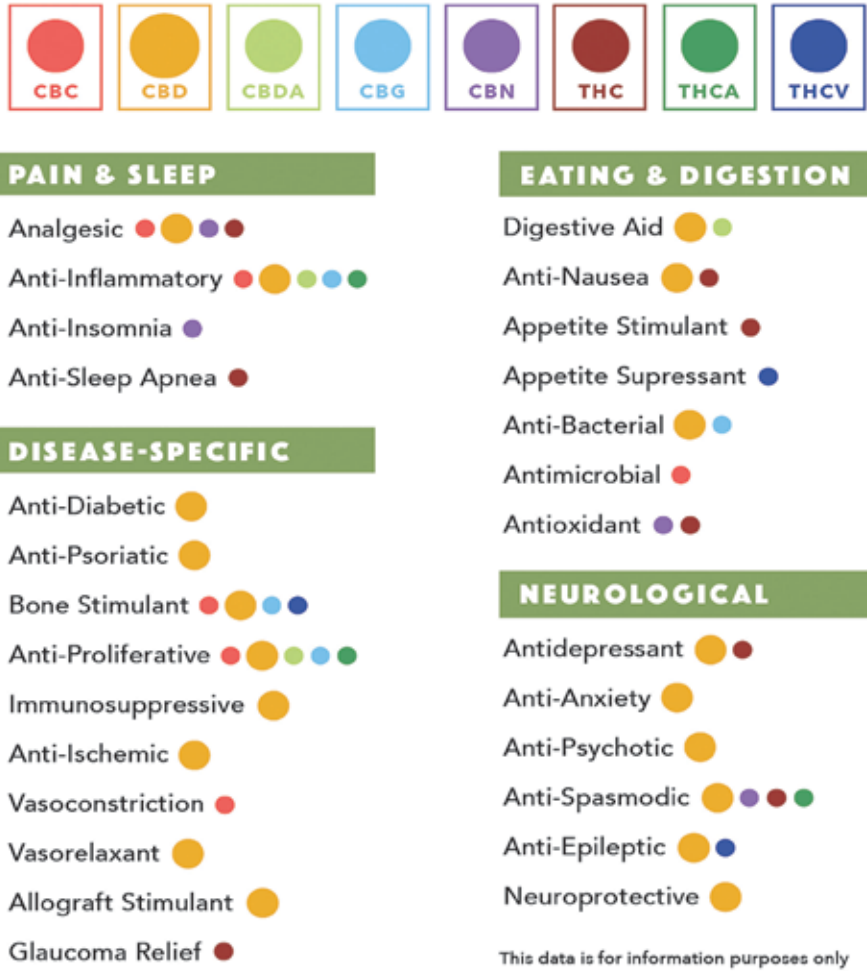 CBC CBD CBDA CBG CBN THC THCA THCV
PAIN & SLEEP
Analgesic
Anti-Inflammatory
Anti-Insomnia
Anti-Sleep Apnea
DISEASE-SPECIFIC
Anti-Diabetic
Anti-Psoriatic
Bone Stimulant
Anti-Proliferative
Immunosuppressive
Anti-Ischemic
Vasoconstriction
Vasorelaxant
Allograft Stimulant
Glaucoma Relief
EATING & DIGESTION
Digestive Aid
Anti-Nausea
Appetite Stimulant
Appetite Supressant
Anti-Bacterial
Antimicrobial
Antioxidant
NEUROLOGICAL
Antidepressant
Anti-Anxiety
Anti-Psychotic
Anti-Spasmodic
Anti-Epileptic
Neuroprotective
This data is for information purposes only